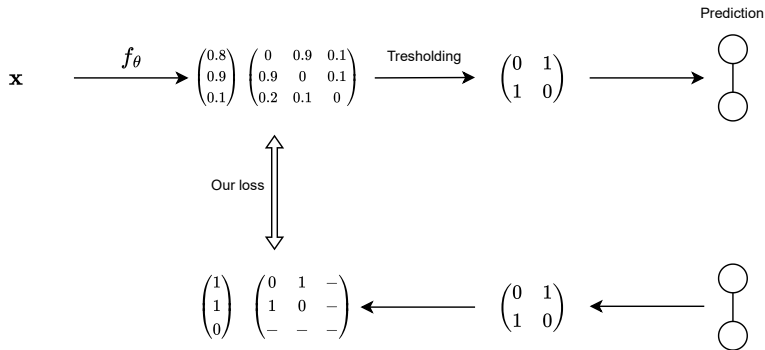 Prediction
x
f_θ
(0.8 0.9 0.1)
0 0.9 0.1
0.9 0 0.1
0.2 0.1 0
Tresholding
0 1
1 0
Our loss
(1 1 0)
0 1 −
1 0 −
− − −
0 1
1 0